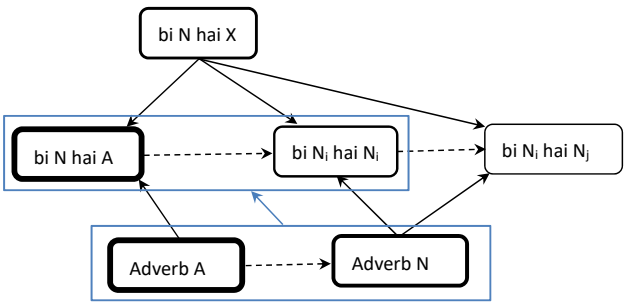 bi N hai X
bi N hai A
bi Nᵢ hai Nᵢ
bi Nᵢ hai Nⱼ
Adverb A
Adverb N